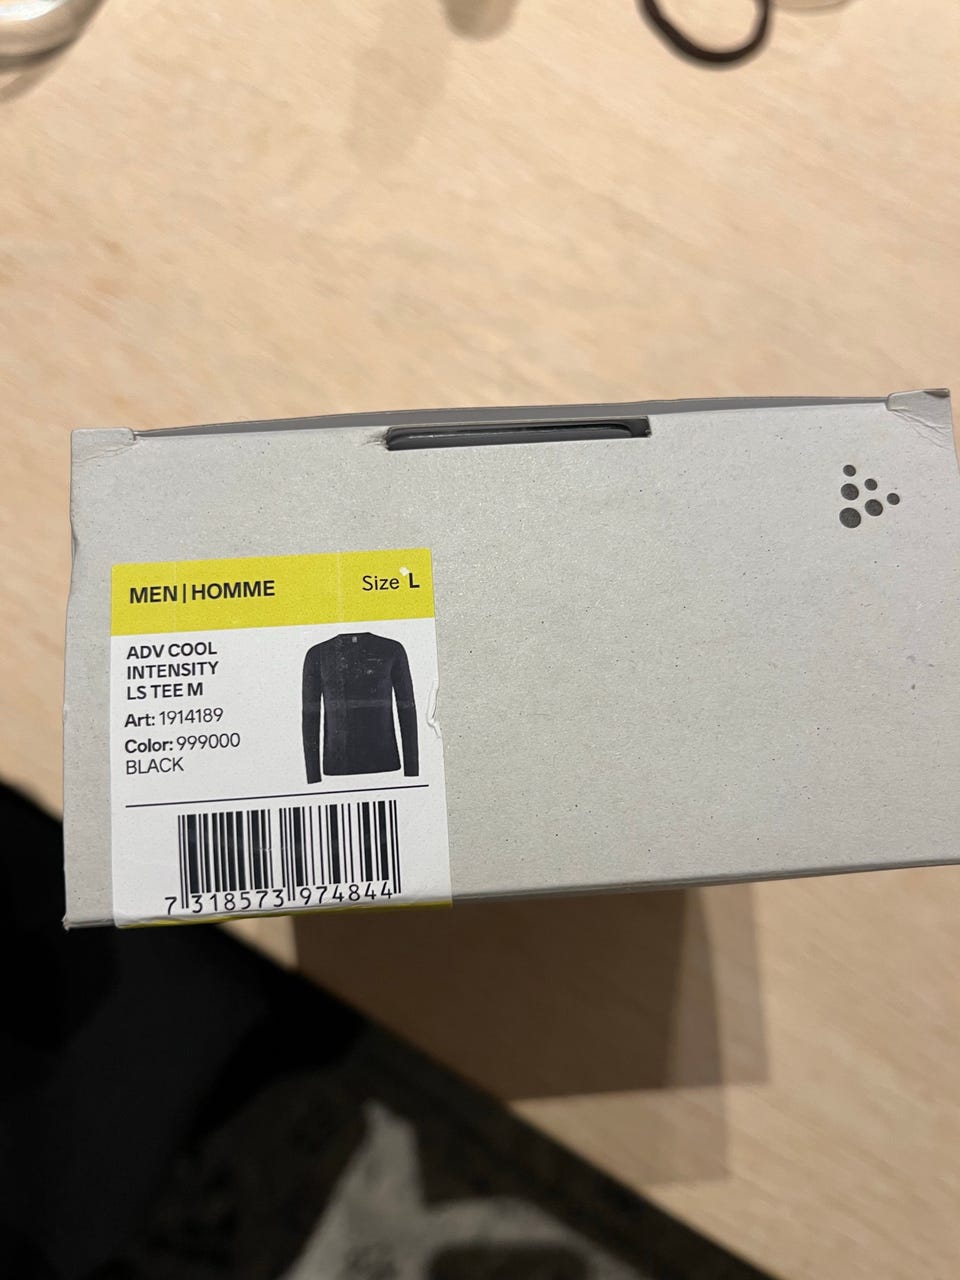 MEN | HOMME
Size L
ADV COOL
INTENSITY
LS TEE M
Art: 1914189
Color: 999000
BLACK
7 318573 974844